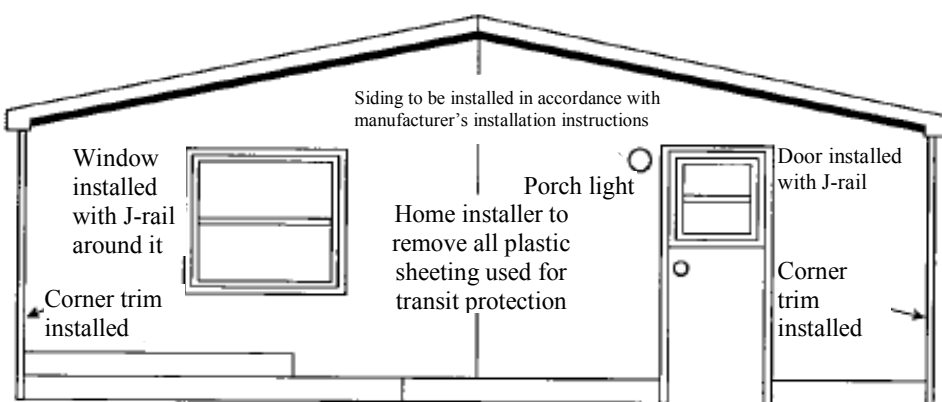 Siding to be installed in accordance with
manufacturer's installation instructions
Window
installed
with J-rail
around it
Porch light
Door installed
with J-rail
Home installer to
remove all plastic
sheeting used for
transit protection
Corner trim
installed
Corner
trim
installed